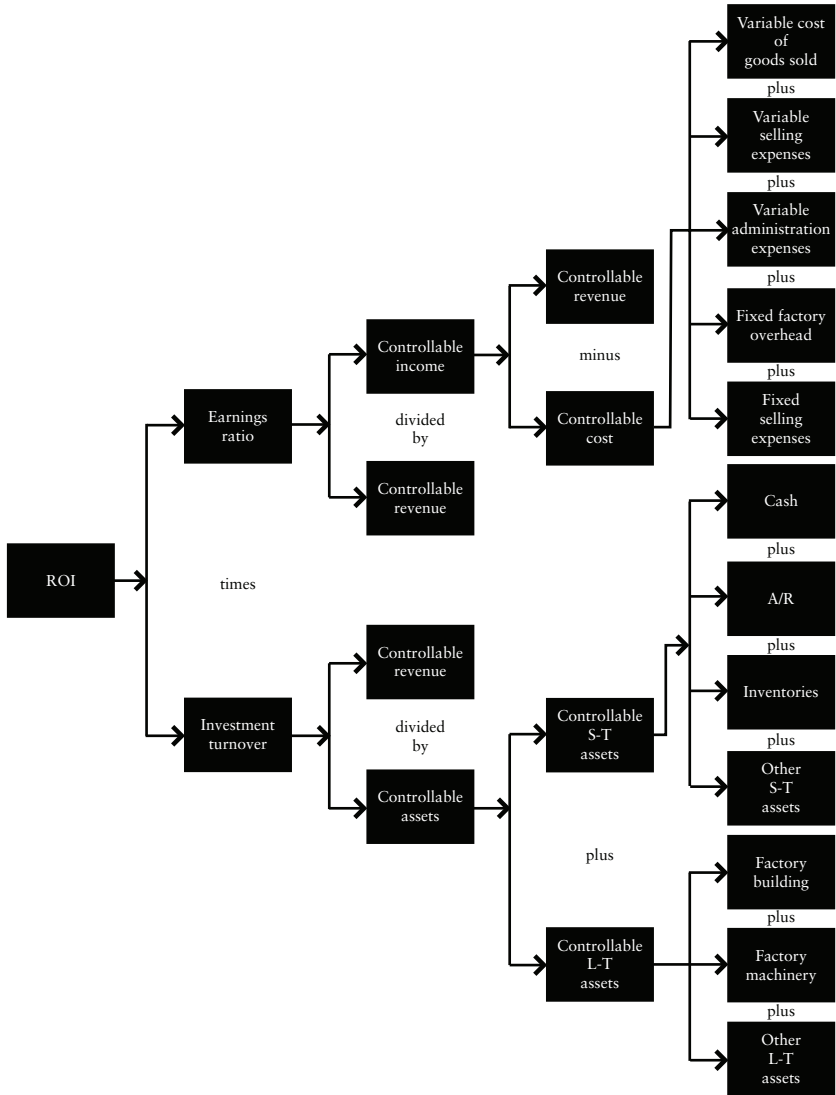 Variable cost
of
goods sold
plus
Variable
selling
expenses
plus
Variable
administration
expenses
plus
Fixed factory
overhead
plus
Fixed
selling
expenses
Controllable
revenue
minus
Controllable
cost
Controllable
income
divided
by
Controllable
revenue
Earnings
ratio
ROI
times
Investment
turnover
Controllable
revenue
divided
by
Controllable
assets
Controllable
S-T
assets
plus
Controllable
L-T
assets
Cash
plus
A/R
plus
Inventories
plus
Other
S-T
assets
Factory
building
plus
Factory
machinery
plus
Other
L-T
assets